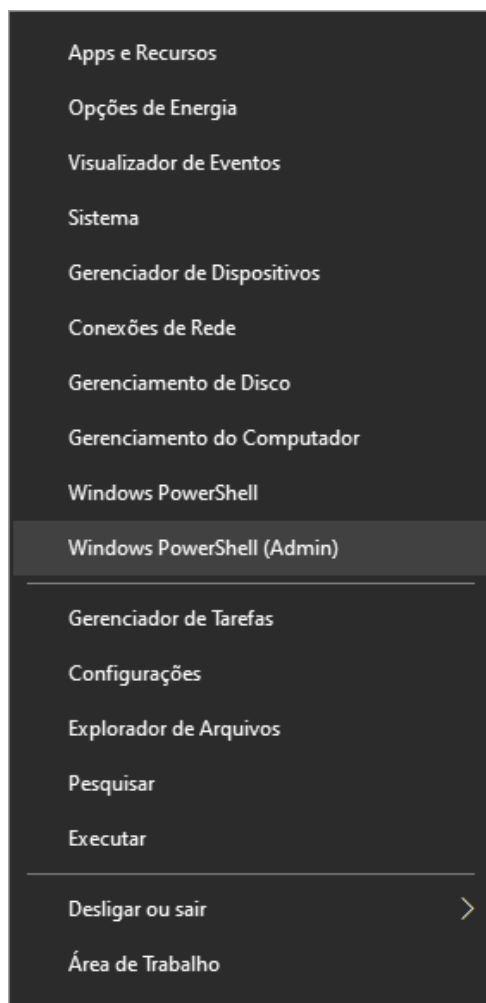 Apps e Recursos
Opções de Energia
Visualizador de Eventos
Sistema
Gerenciador de Dispositivos
Conexões de Rede
Gerenciamento de Disco
Gerenciamento do Computador
Windows PowerShell
Windows PowerShell (Admin)
Gerenciador de Tarefas
Configurações
Explorador de Arquivos
Pesquisar
Executar
Desligar ou sair
Área de Trabalho